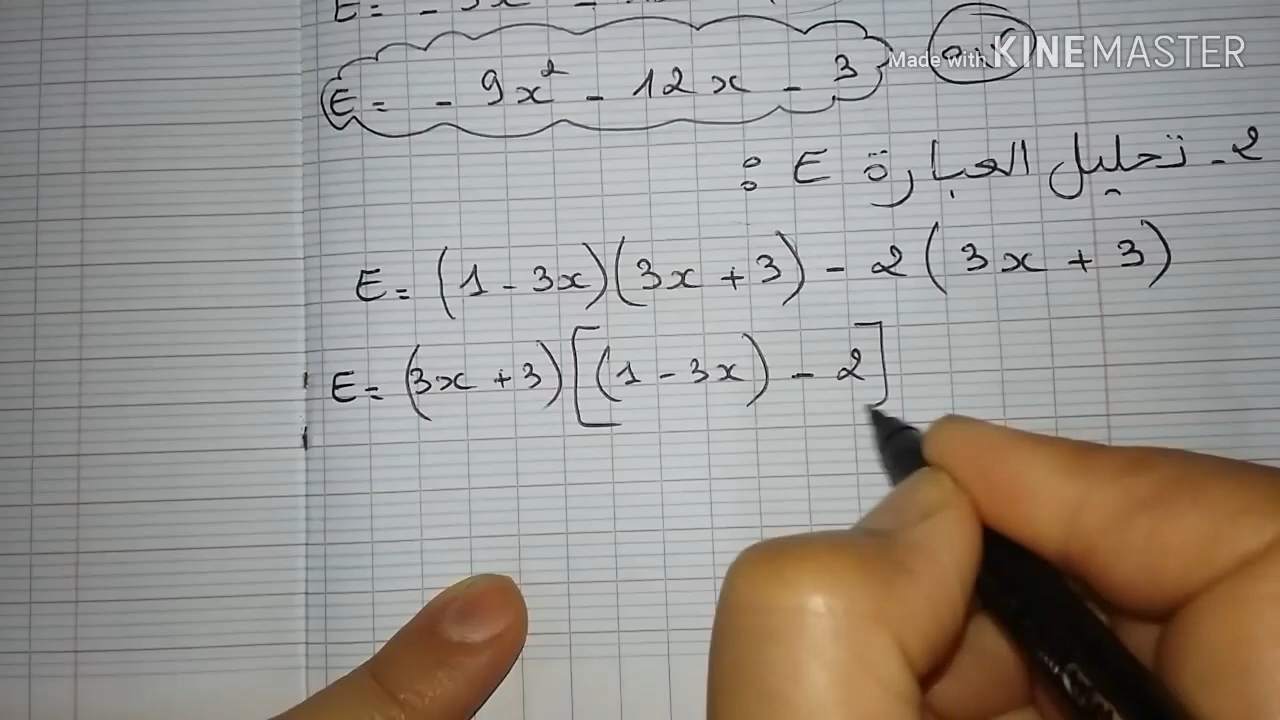 Made with KINEMASTER
E = - 9x² - 12x - 3
2- تحليل العبارة E :
E = (1 - 3x)(3x + 3) - 2(3x + 3)
E = (3x + 3)[(1 - 3x) - 2]